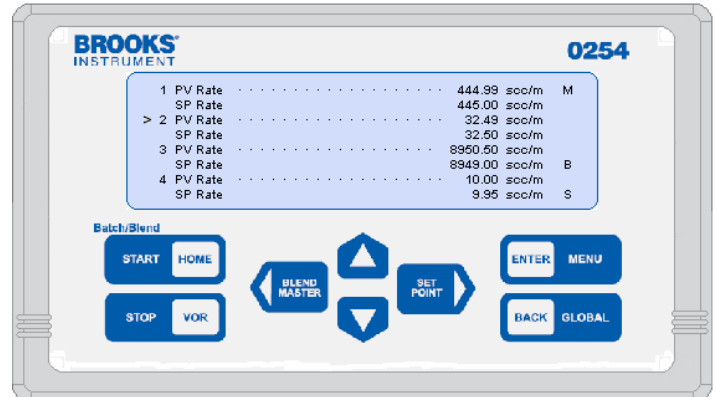 BROOKS®
INSTRUMENT
0254
1 PV Rate . . . . . . . . . . . . . . . . . . . 444.99 scc/m M
SP Rate 445.00 scc/m
> 2 PV Rate . . . . . . . . . . . . . . . . . . . 32.49 scc/m
SP Rate 32.50 scc/m
3 PV Rate . . . . . . . . . . . . . . . . . . 8950.50 scc/m
SP Rate 8949.00 scc/m B
4 PV Rate . . . . . . . . . . . . . . . . . . . 10.00 scc/m
SP Rate 9.95 scc/m S
Batch/Blend
START HOME
BLEND
MASTER
SET
POINT
ENTER MENU
STOP VOR
BACK GLOBAL